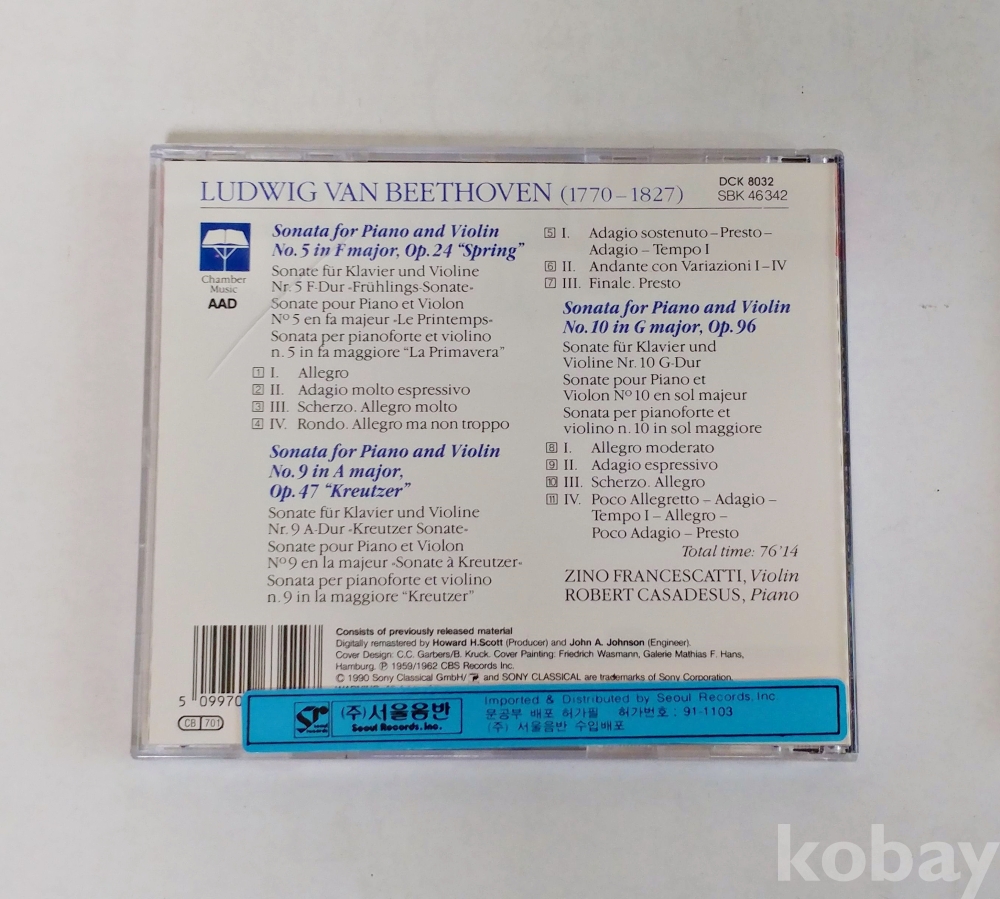 LUDWIG VAN BEETHOVEN (1770–1827)
DCK 8032
SBK 46342
Chamber
Music
AAD
Sonata for Piano and Violin
No. 5 in F major, Op. 24 “Spring”
Sonate für Klavier und Violine
Nr. 5 F-Dur »Frühlings-Sonate«
Sonate pour Piano et Violon
Nº 5 en fa majeur «Le Printemps»
Sonata per pianoforte et violino
n. 5 in fa maggiore “La Primavera”
1 I. Allegro
2 II. Adagio molto espressivo
3 III. Scherzo. Allegro molto
4 IV. Rondo. Allegro ma non troppo
Sonata for Piano and Violin
No. 9 in A major,
Op. 47 “Kreutzer”
Sonate für Klavier und Violine
Nr. 9 A-Dur »Kreutzer Sonate«
Sonate pour Piano et Violon
Nº 9 en la majeur «Sonate à Kreutzer»
Sonata per pianoforte et violino
n. 9 in la maggiore “Kreutzer”
5 I. Adagio sostenuto – Presto –
Adagio – Tempo I
6 II. Andante con Variazioni I–IV
7 III. Finale. Presto
Sonata for Piano and Violin
No. 10 in G major, Op. 96
Sonate für Klavier und
Violine Nr. 10 G-Dur
Sonate pour Piano et
Violon Nº 10 en sol majeur
Sonata per pianoforte et
violino n. 10 in sol maggiore
8 I. Allegro moderato
9 II. Adagio espressivo
10 III. Scherzo. Allegro
11 IV. Poco Allegretto – Adagio –
Tempo I – Allegro –
Poco Adagio – Presto
Total time: 76'14
ZINO FRANCESCATTI, Violin
ROBERT CASADESUS, Piano
Consists of previously released material
Digitally remastered by Howard H. Scott (Producer) and John A. Johnson (Engineer).
Cover Design: C.C. Garbers/B. Kruck. Cover Painting: Friedrich Wasmann, Galerie Mathias F. Hans,
Hamburg. ℗ 1959/1962 CBS Records Inc.
© 1990 Sony Classical GmbH/ and SONY CLASSICAL are trademarks of Sony Corporation.
5 09970
CB 701
seoul
records
(주)서울음반
Seoul Records, Inc.
Imported & Distributed by Seoul Records, Inc.
문공부 배포 허가필 허가번호 : 91-1103
(주) 서울음반 수입배포
kobay